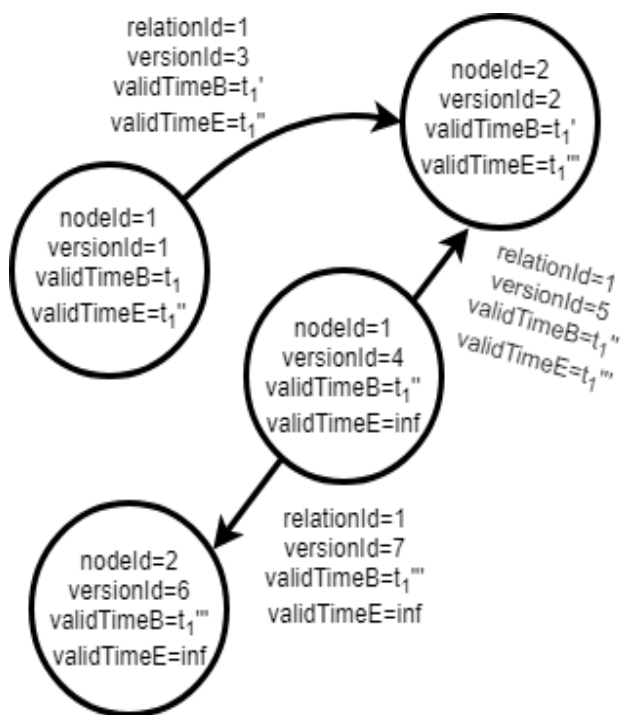 relationId=1
versionId=3
validTimeB=t₁'
validTimeE=t₁''
nodeId=2
versionId=2
validTimeB=t₁'
validTimeE=t₁'''
nodeId=1
versionId=1
validTimeB=t₁
validTimeE=t₁''
relationId=1
versionId=5
validTimeB=t₁''
validTimeE=t₁'''
nodeId=1
versionId=4
validTimeB=t₁''
validTimeE=inf
relationId=1
versionId=7
validTimeB=t₁'''
validTimeE=inf
nodeId=2
versionId=6
validTimeB=t₁'''
validTimeE=inf